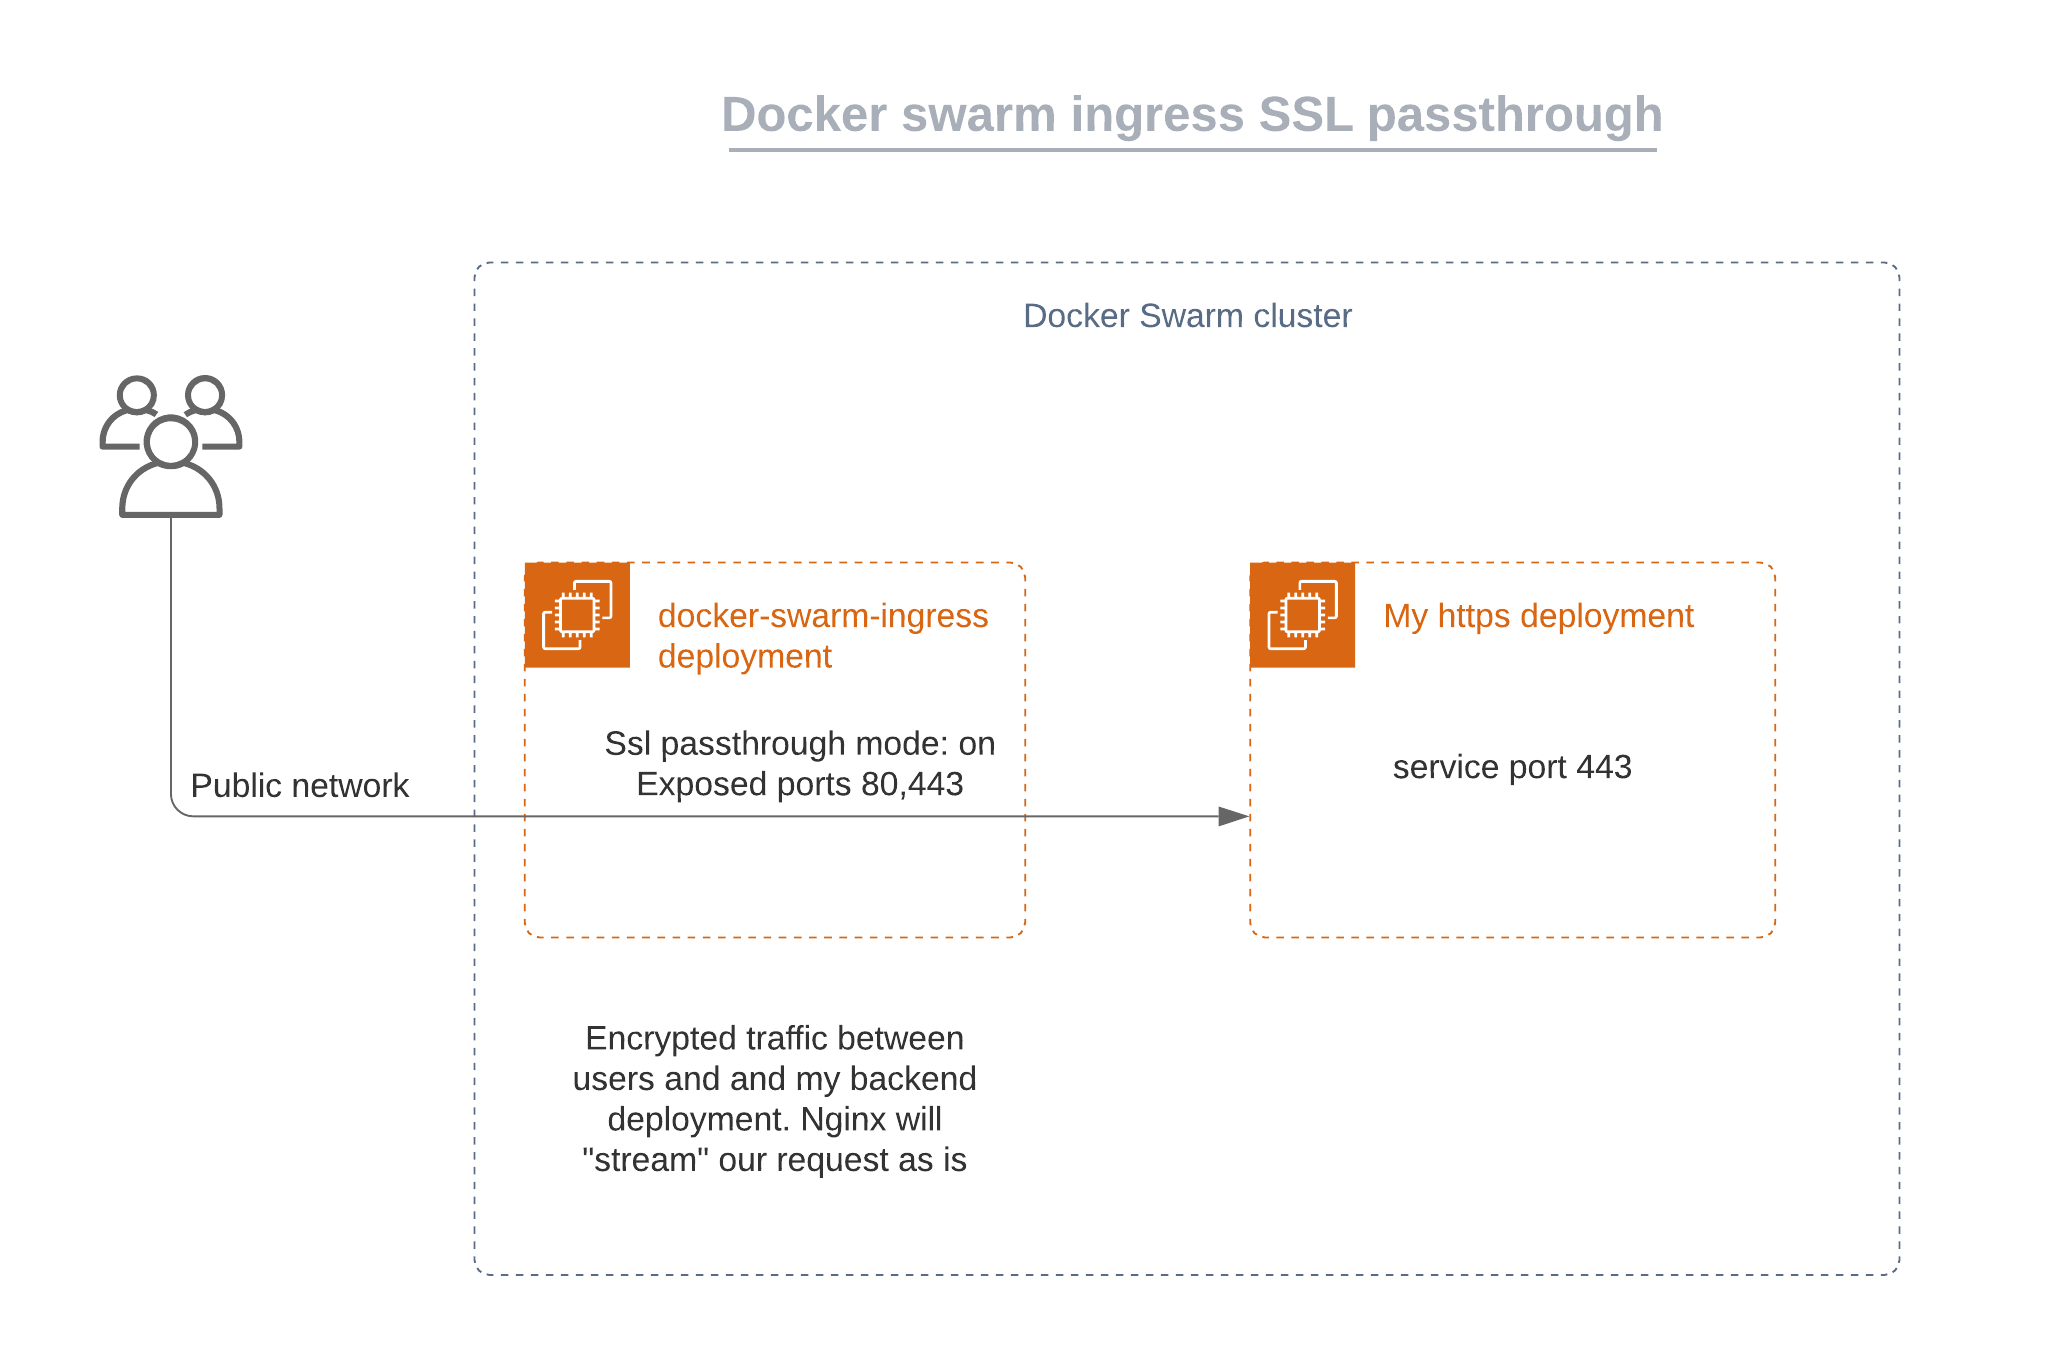 Docker swarm ingress SSL passthrough
Docker Swarm cluster
docker-swarm-ingress
deployment
Ssl passthrough mode: on
Exposed ports 80,443
My https deployment
service port 443
Public network
Encrypted traffic between
users and and my backend
deployment. Nginx will
"stream" our request as is